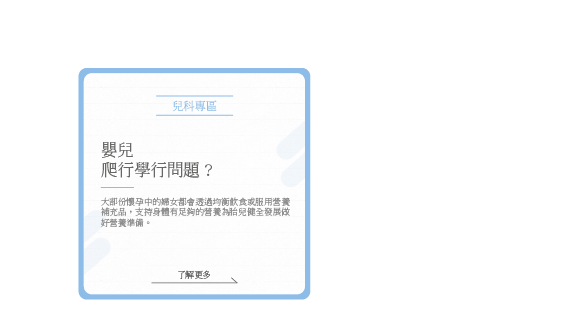 兒科專區
嬰兒
爬行學行問題？
大部份懷孕中的婦女都會透過均衡飲食或服用營養
補充品，支持身體有足夠的營養為胎兒健全發展做
好營養準備。
了解更多